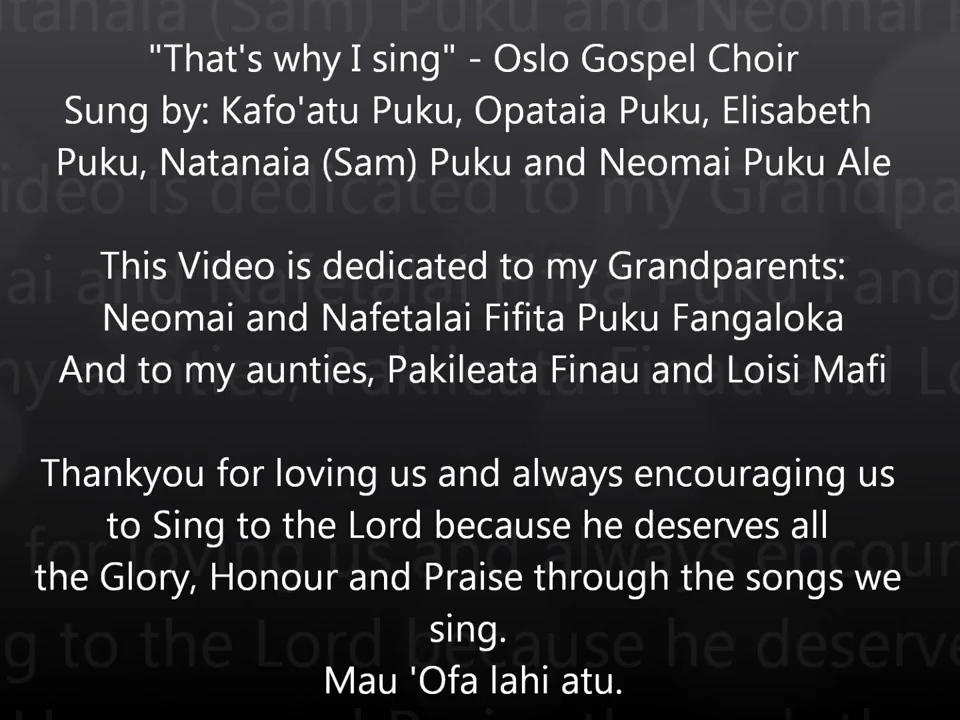 "That's why I sing" - Oslo Gospel Choir
Sung by: Kafo'atu Puku, Opataia Puku, Elisabeth
Puku, Natanaia (Sam) Puku and Neomai Puku Ale
This Video is dedicated to my Grandparents:
Neomai and Nafetalai Fifita Puku Fangaloka
And to my aunties, Pakileata Finau and Loisi Mafi
Thankyou for loving us and always encouraging us
to Sing to the Lord because he deserves all
the Glory, Honour and Praise through the songs we
sing.
Mau 'Ofa lahi atu.